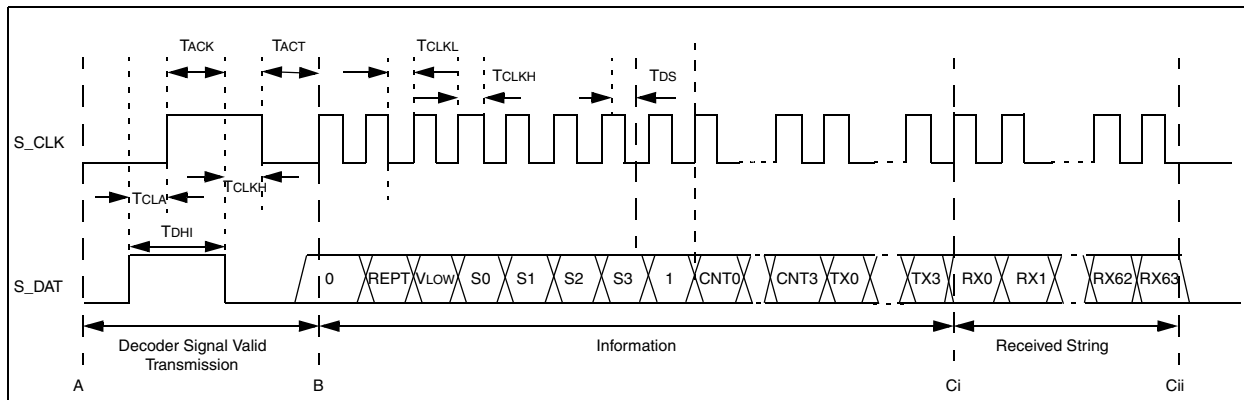 TACK TACT TCLKL
TCLKH TDS
S_CLK
TCLA TCLKH
TDHI
S_DAT 0 REPT VLOW S0 S1 S2 S3 1 CNT0 CNT3 TX0 TX3 RX0 RX1 RX62 RX63
Decoder Signal Valid Information Received String
Transmission
A B Ci Cii